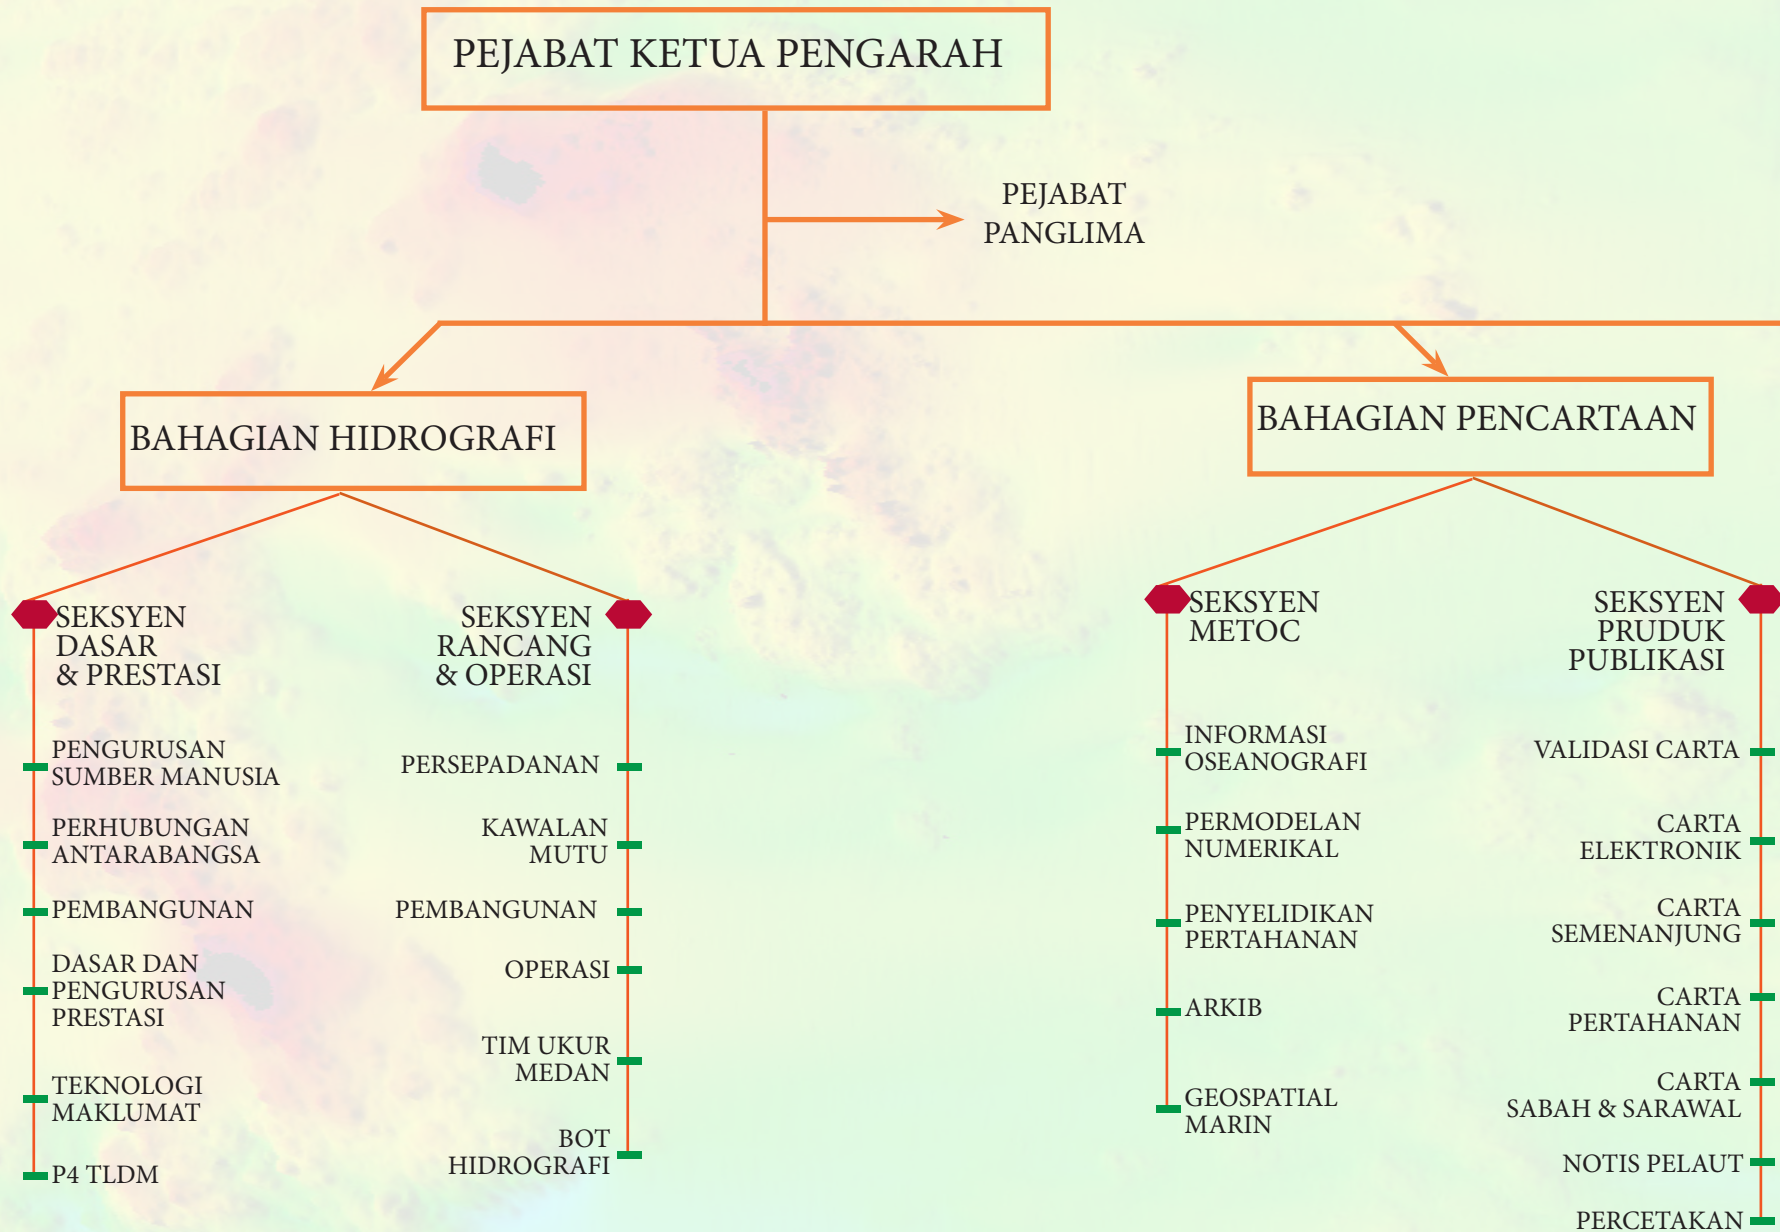 PEJABAT KETUA PENGARAH
PEJABAT
PANGLIMA
BAHAGIAN HIDROGRAFI
BAHAGIAN PENCARTAAN
SEKSYEN
DASAR
& PRESTASI
PENGURUSAN
SUMBER MANUSIA
PERHUBUNGAN
ANTARABANGSA
PEMBANGUNAN
DASAR DAN
PENGURUSAN
PRESTASI
TEKNOLOGI
MAKLUMAT
P4 TLDM
SEKSYEN
RANCANG
& OPERASI
PERSEPADANAN
KAWALAN
MUTU
PEMBANGUNAN
OPERASI
TIM UKUR
MEDAN
BOT
HIDROGRAFI
SEKSYEN
METOC
INFORMASI
OSEANOGRAFI
PERMODELAN
NUMERIKAL
PENYELIDIKAN
PERTAHANAN
ARKIB
GEOSPATIAL
MARIN
SEKSYEN
PRUDUK
PUBLIKASI
VALIDASI CARTA
CARTA
ELEKTRONIK
CARTA
SEMENANJUNG
CARTA
PERTAHANAN
CARTA
SABAH & SARAWAL
NOTIS PELAUT
PERCETAKAN